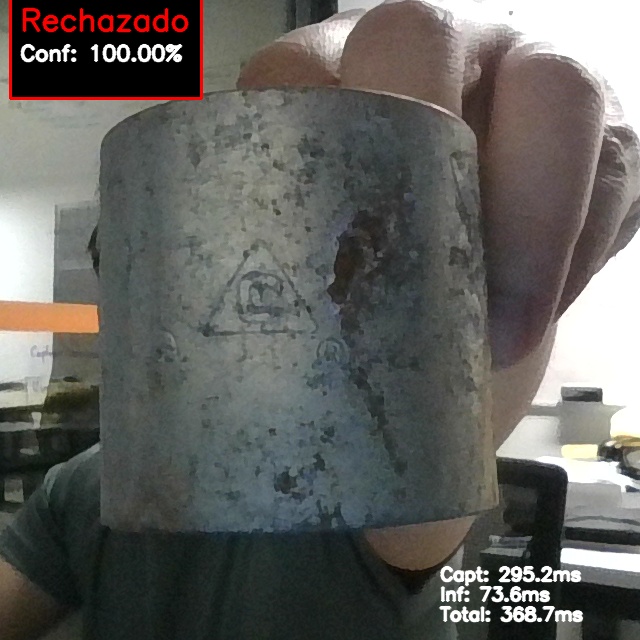 Rechazado
Conf: 100.00%
R
®
Capt: 295.2ms
Inf: 73.6ms
Total: 368.7ms